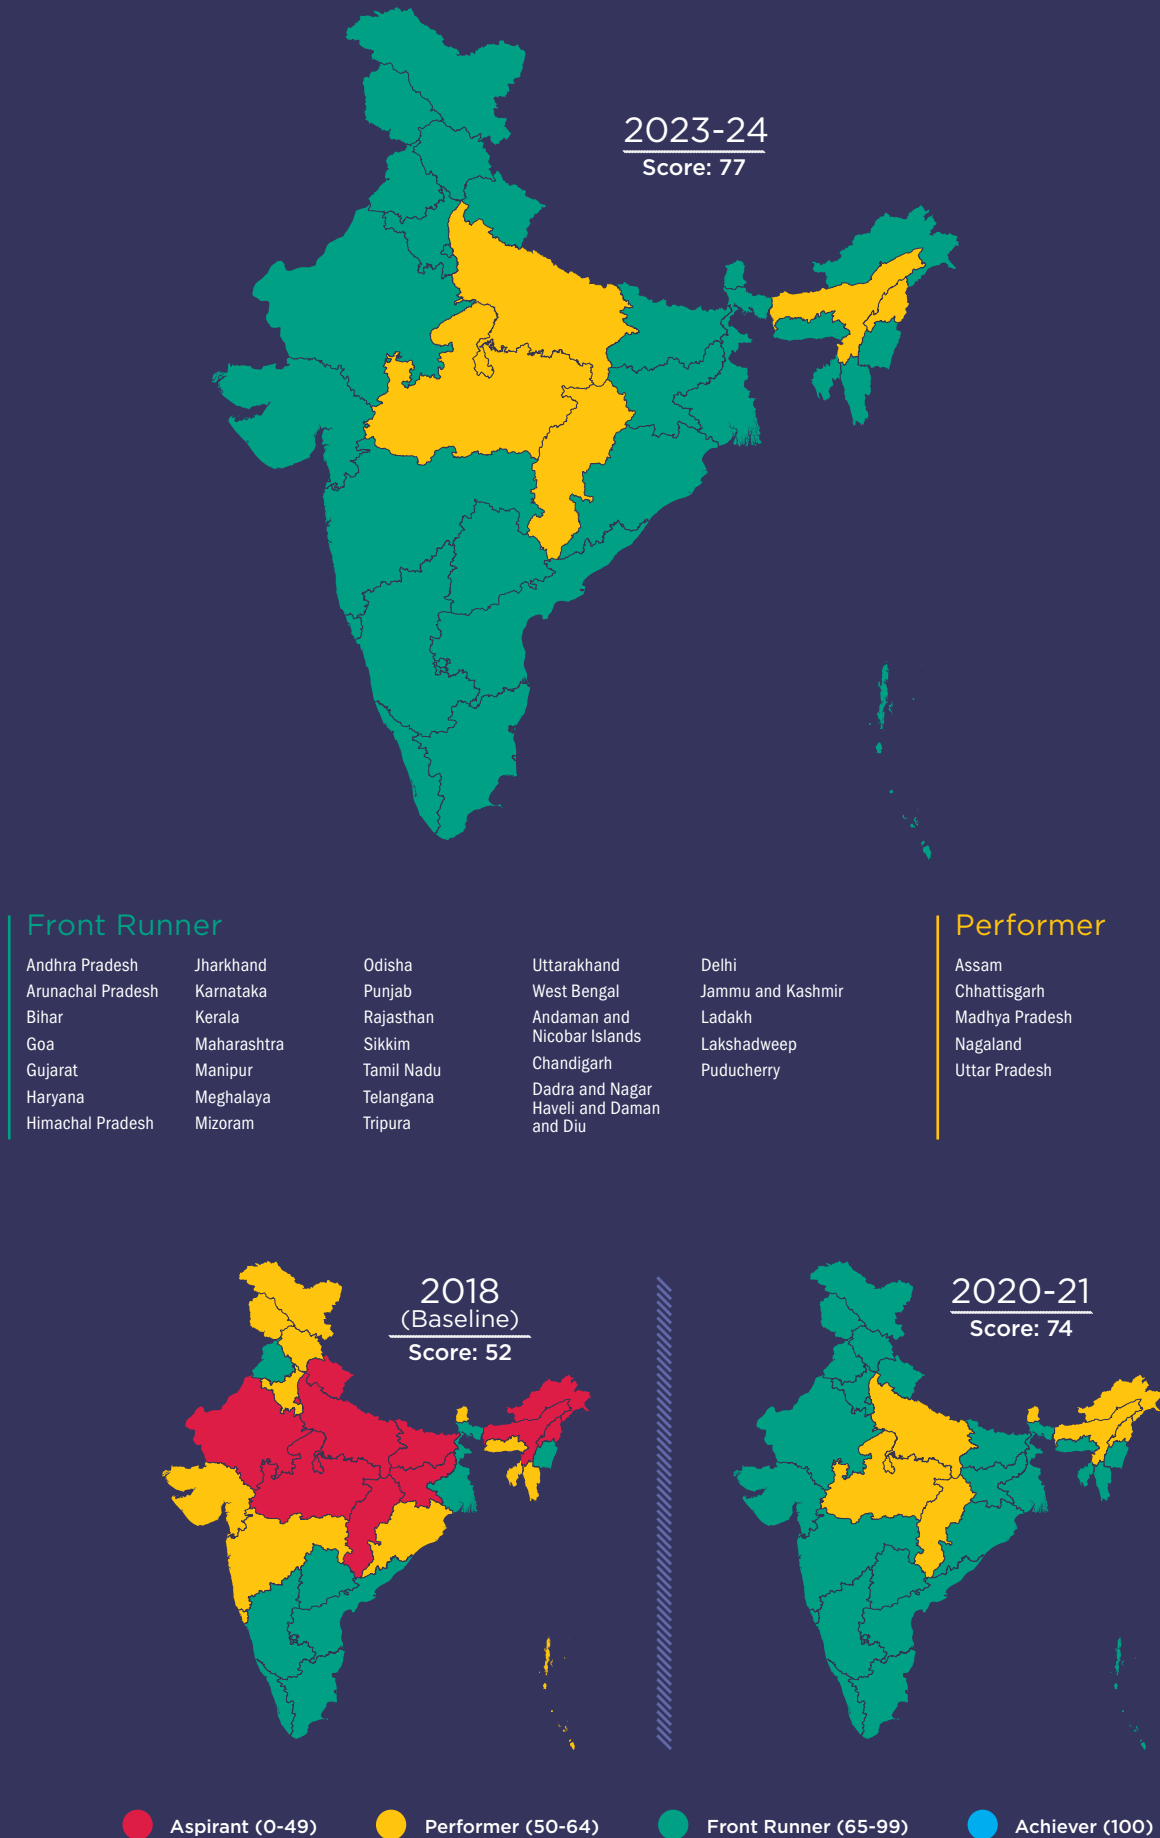 2023-24
Score: 77
Front Runner
Andhra Pradesh
Arunachal Pradesh
Bihar
Goa
Gujarat
Haryana
Himachal Pradesh
Jharkhand
Karnataka
Kerala
Maharashtra
Manipur
Meghalaya
Mizoram
Odisha
Punjab
Rajasthan
Sikkim
Tamil Nadu
Telangana
Tripura
Uttarakhand
West Bengal
Andaman and
Nicobar Islands
Chandigarh
Dadra and Nagar
Haveli and Daman
and Diu
Delhi
Jammu and Kashmir
Ladakh
Lakshadweep
Puducherry
Performer
Assam
Chhattisgarh
Madhya Pradesh
Nagaland
Uttar Pradesh
2018
(Baseline)
Score: 52
2020-21
Score: 74
Aspirant (0-49)
Performer (50-64)
Front Runner (65-99)
Achiever (100)